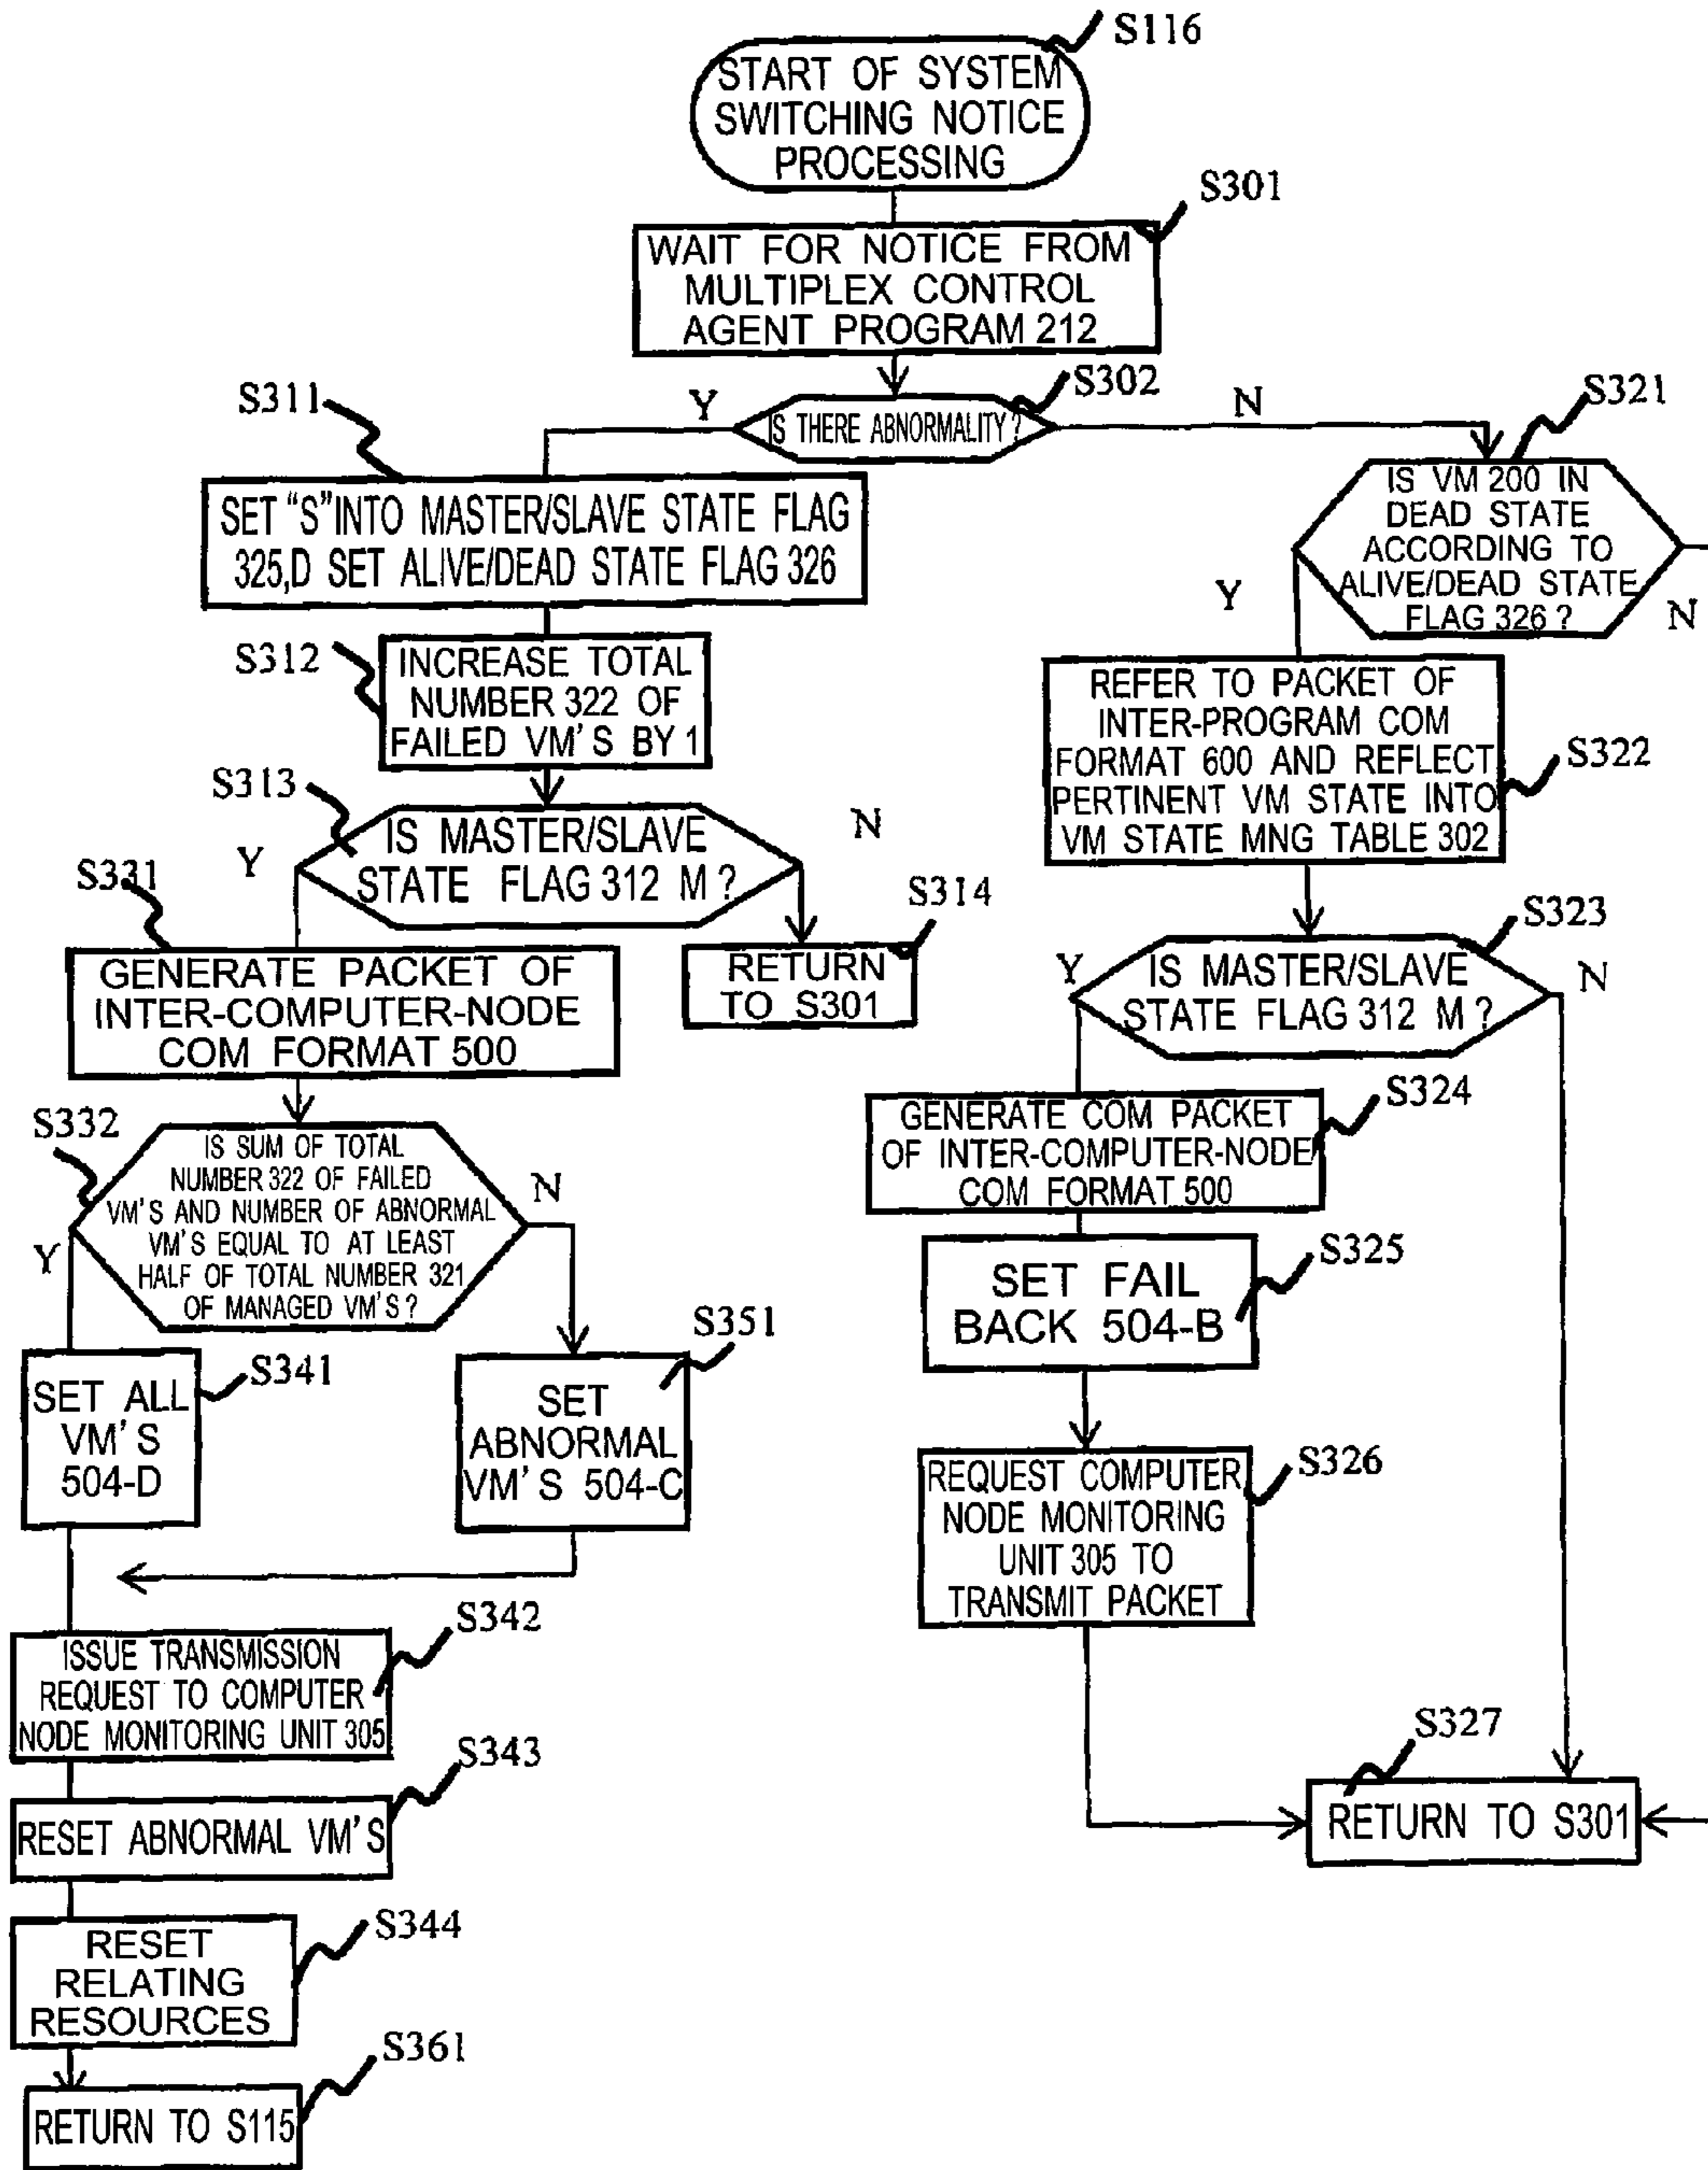 S116
START OF SYSTEM
SWITCHING NOTICE
PROCESSING
S301
WAIT FOR NOTICE FROM
MULTIPLEX CONTROL
AGENT PROGRAM 212
S302
IS THERE ABNORMALITY?
Y
N
S311
SET "S" INTO MASTER/SLAVE STATE FLAG
325,D SET ALIVE/DEAD STATE FLAG 326
S312
INCREASE TOTAL
NUMBER 322 OF
FAILED VM'S BY 1
S313
IS MASTER/SLAVE
STATE FLAG 312 M?
Y
N
S314
RETURN
TO S301
S331
GENERATE PACKET OF
INTER-COMPUTER-NODE
COM FORMAT 500
S332
IS SUM OF TOTAL
NUMBER 322 OF FAILED
VM'S AND NUMBER OF ABNORMAL
VM'S EQUAL TO AT LEAST
HALF OF TOTAL NUMBER 321
OF MANAGED VM'S?
Y
N
S341
SET ALL
VM'S
504-D
S351
SET
ABNORMAL
VM'S 504-C
S342
ISSUE TRANSMISSION
REQUEST TO COMPUTER
NODE MONITORING UNIT 305
S343
RESET ABNORMAL VM'S
S344
RESET
RELATING
RESOURCES
S361
RETURN TO S115
S321
IS VM 200 IN
DEAD STATE
ACCORDING TO
ALIVE/DEAD STATE
FLAG 326?
Y
N
S322
REFER TO PACKET OF
INTER-PROGRAM COM
FORMAT 600 AND REFLECT
PERTINENT VM STATE INTO
VM STATE MNG TABLE 302
S323
IS MASTER/SLAVE
STATE FLAG 312 M?
Y
N
S324
GENERATE COM PACKET
OF INTER-COMPUTER-NODE
COM FORMAT 500
S325
SET FAIL
BACK 504-B
S326
REQUEST COMPUTER
NODE MONITORING
UNIT 305 TO
TRANSMIT PACKET
S327
RETURN TO S301